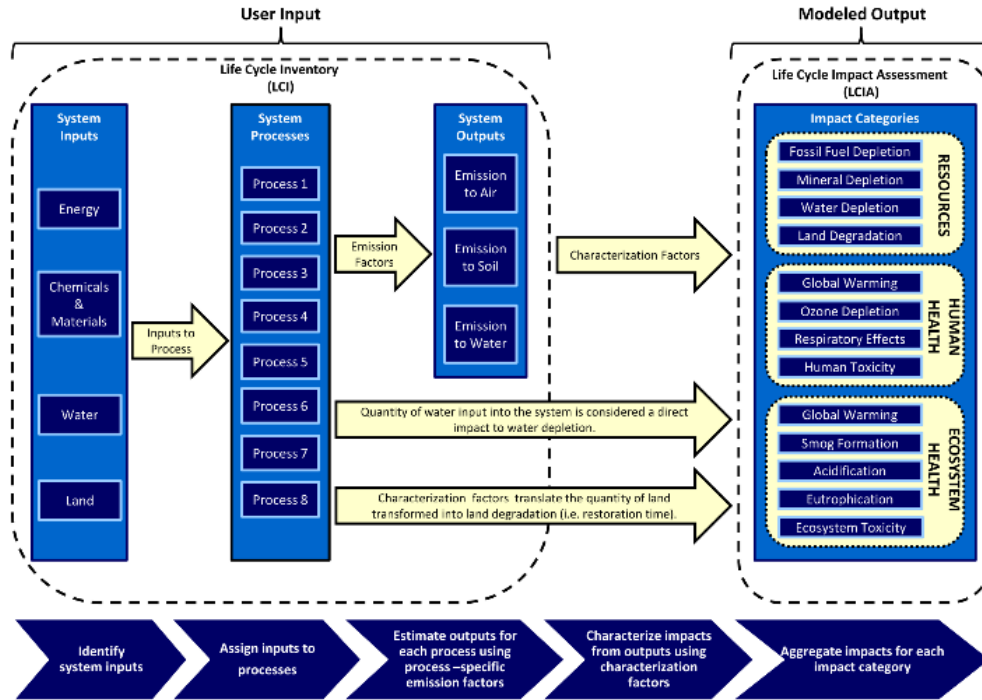 User Input
Modeled Output
Life Cycle Inventory
(LCI)
System
Inputs
Energy
Chemicals
&
Materials
Water
Land
Inputs to
Process
System
Processes
Process 1
Process 2
Process 3
Process 4
Process 5
Process 6
Process 7
Process 8
Emission
Factors
System
Outputs
Emission
to Air
Emission
to Soil
Emission
to Water
Characterization Factors
Quantity of water input into the system is considered a direct
impact to water depletion.
Characterization factors translate the quantity of land
transformed into land degradation (i.e. restoration time).
Life Cycle Impact Assessment
(LCIA)
Impact Categories
Fossil Fuel Depletion
Mineral Depletion
Water Depletion
Land Degradation
RESOURCES
Global Warming
Ozone Depletion
Respiratory Effects
Human Toxicity
HUMAN
HEALTH
Global Warming
Smog Formation
Acidification
Eutrophication
Ecosystem Toxicity
ECOSYSTEM
HEALTH
Identify
system inputs
Assign inputs to
processes
Estimate outputs for
each process using
process –specific
emission factors
Characterize impacts
from outputs using
characterization
factors
Aggregate impacts for each
impact category